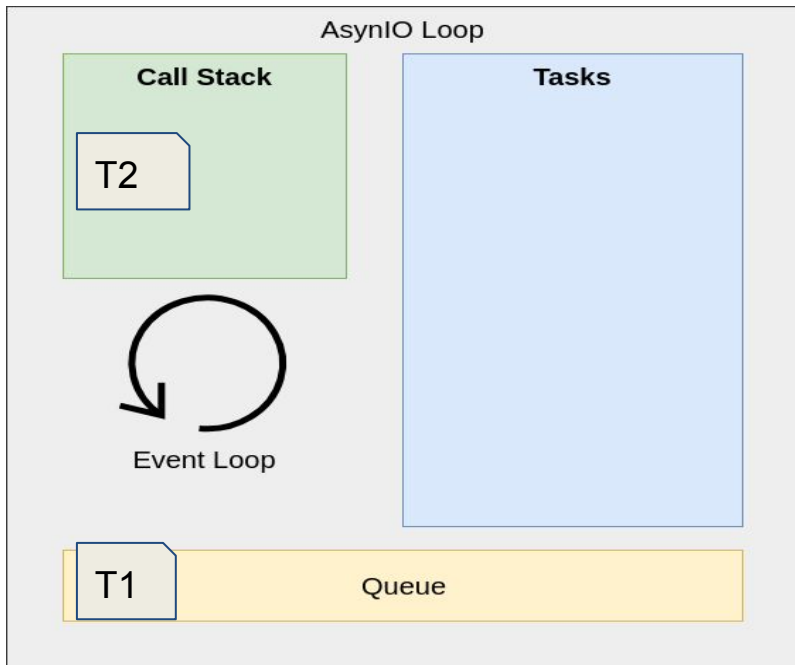 AsynIO Loop
Call Stack
Tasks
T2
Event Loop
T1
Queue